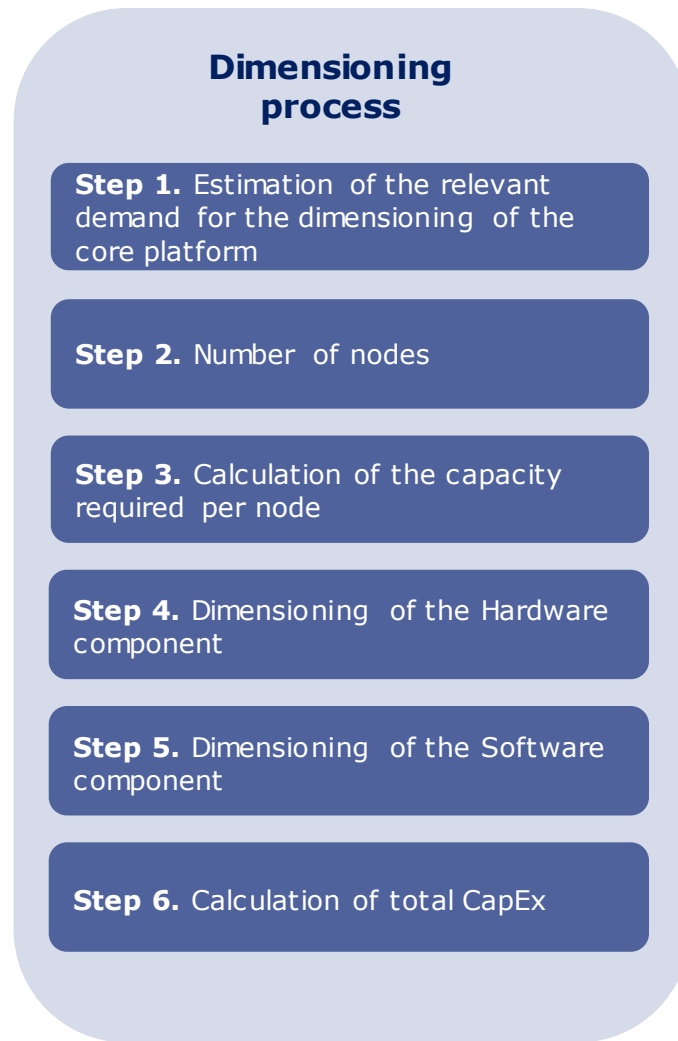 Dimensioning
process
Step 1. Estimation of the relevant
demand for the dimensioning of the
core platform
Step 2. Number of nodes
Step 3. Calculation of the capacity
required per node
Step 4. Dimensioning of the Hardware
component
Step 5. Dimensioning of the Software
component
Step 6. Calculation of total CapEx